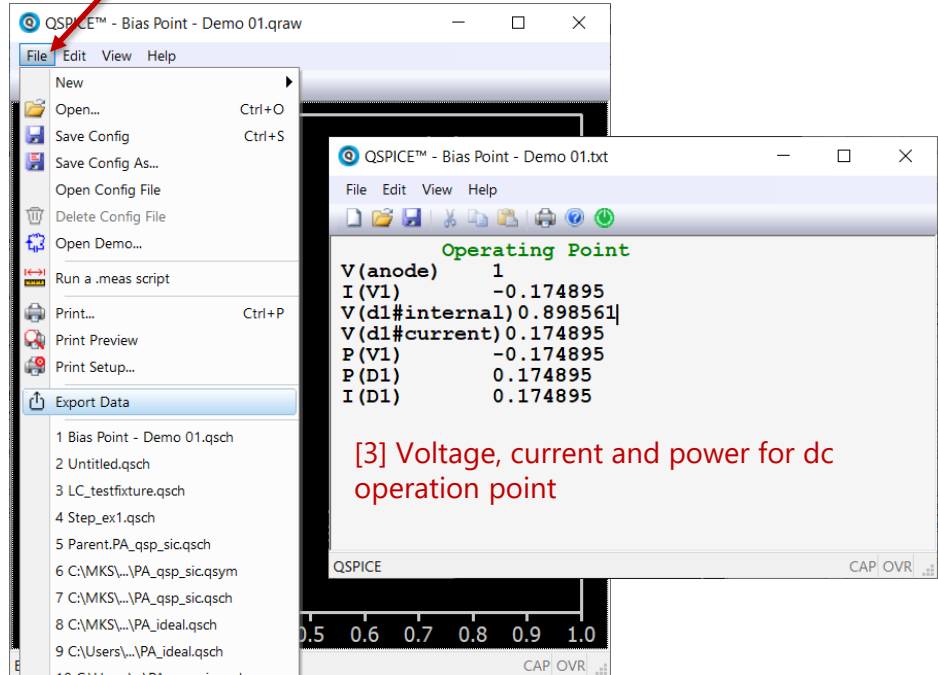 QSPICE™ - Bias Point - Demo 01.qraw
File Edit View Help
New
Open... Ctrl+O
Save Config Ctrl+S
Save Config As...
Open Config File
Delete Config File
Open Demo...
Run a .meas script
Print... Ctrl+P
Print Preview
Print Setup...
Export Data
1 Bias Point - Demo 01.qsch
2 Untitled.qsch
3 LC_testfixture.qsch
4 Step_ex1.qsch
5 Parent.PA_qsp_sic.qsch
6 C:\MKS\...\PA_qsp_sic.qsym
7 C:\MKS\...\PA_qsp_sic.qsch
8 C:\MKS\...\PA_ideal.qsch
9 C:\Users\...\PA_ideal.qsch
QSPICE™ - Bias Point - Demo 01.txt
File Edit View Help
Operating Point
V(anode) 1
I(V1) -0.174895
V(d1#internal)0.898561
V(d1#current)0.174895
P(V1) -0.174895
P(D1) 0.174895
I(D1) 0.174895
[3] Voltage, current and power for dc
operation point
QSPICE CAP OVR
0.5 0.6 0.7 0.8 0.9 1.0
CAP OVR